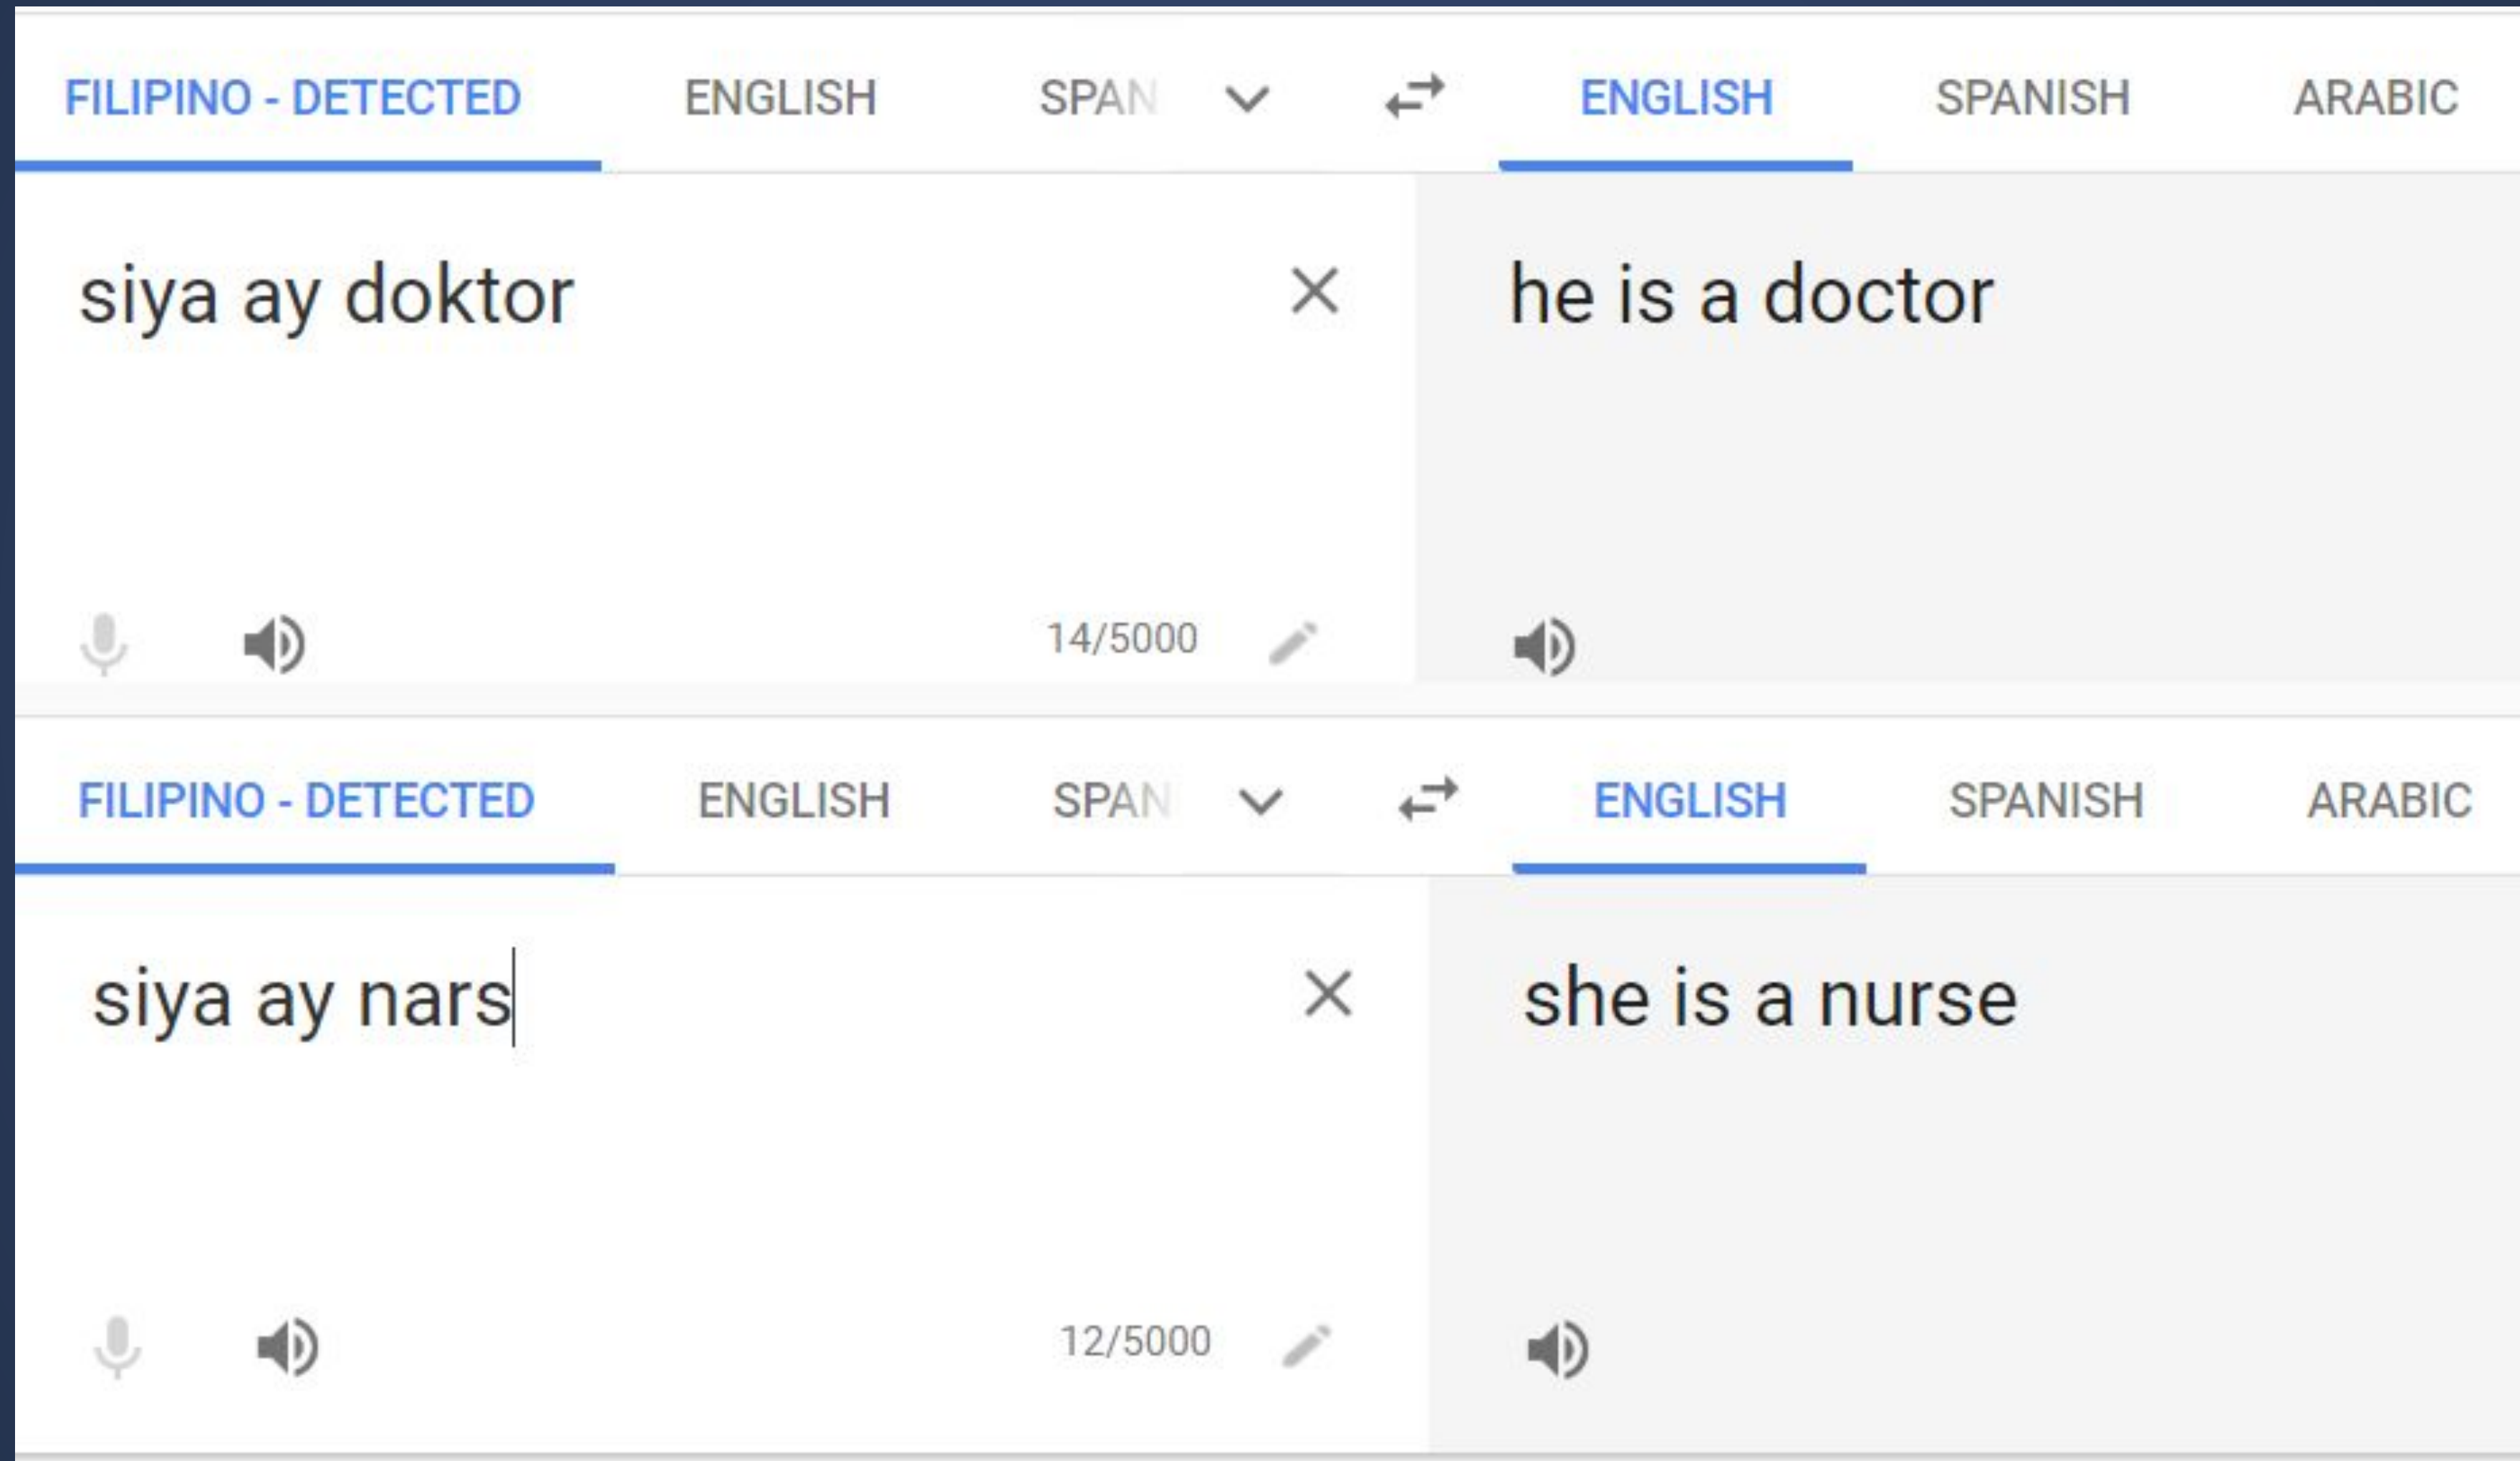 FILIPINO - DETECTED ENGLISH SPAN ENGLISH SPANISH ARABIC
siya ay doktor he is a doctor
14/5000
FILIPINO - DETECTED ENGLISH SPAN ENGLISH SPANISH ARABIC
siya ay nars she is a nurse
12/5000